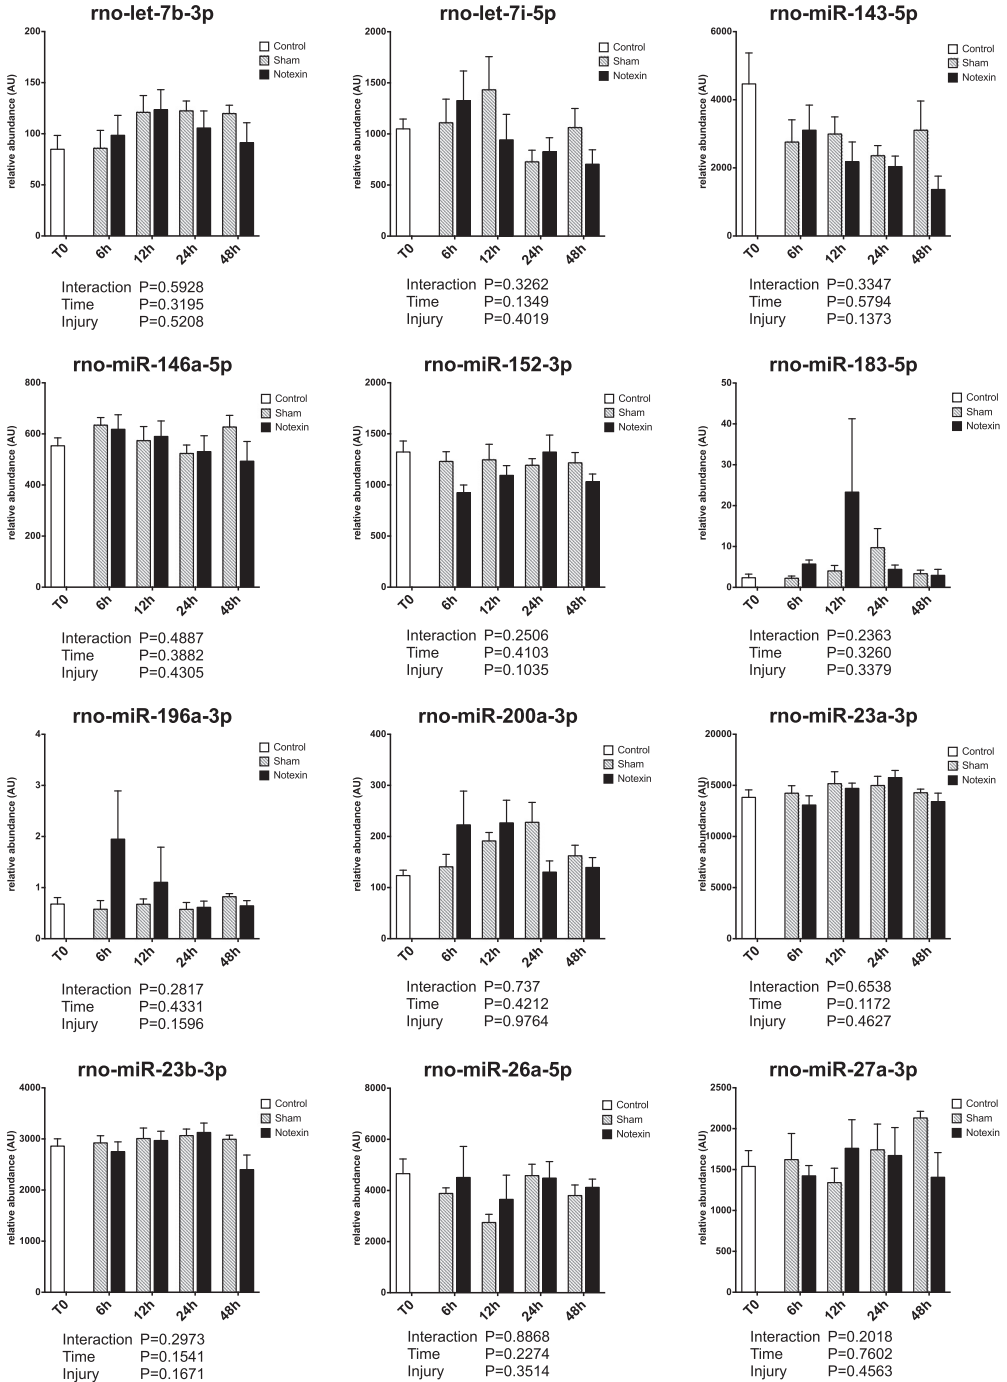 rno-let-7b-3p
200
150
100
50
0
relative abundance (AU)
Control
Sham
Notexin
T0 6h 12h 24h 48h
Interaction P=0.5928
Time P=0.3195
Injury P=0.5208
rno-let-7i-5p
2000
1500
1000
500
0
relative abundance (AU)
Control
Sham
Notexin
T0 6h 12h 24h 48h
Interaction P=0.3262
Time P=0.1349
Injury P=0.4019
rno-miR-143-5p
6000
4000
2000
0
relative abundance (AU)
Control
Sham
Notexin
T0 6h 12h 24h 48h
Interaction P=0.3347
Time P=0.5794
Injury P=0.1373
rno-miR-146a-5p
800
600
400
200
0
relative abundance (AU)
Control
Sham
Notexin
T0 6h 12h 24h 48h
Interaction P=0.4887
Time P=0.3882
Injury P=0.4305
rno-miR-152-3p
2000
1500
1000
500
0
relative abundance (AU)
Control
Sham
Notexin
T0 6h 12h 24h 48h
Interaction P=0.2506
Time P=0.4103
Injury P=0.1035
rno-miR-183-5p
50
40
30
20
10
0
relative abundance (AU)
Control
Sham
Notexin
T0 6h 12h 24h 48h
Interaction P=0.2363
Time P=0.3260
Injury P=0.3379
rno-miR-196a-3p
4
3
2
1
0
relative abundance (AU)
Control
Sham
Notexin
T0 6h 12h 24h 48h
Interaction P=0.2817
Time P=0.4331
Injury P=0.1596
rno-miR-200a-3p
400
300
200
100
0
relative abundance (AU)
Control
Sham
Notexin
T0 6h 12h 24h 48h
Interaction P=0.737
Time P=0.4212
Injury P=0.9764
rno-miR-23a-3p
20000
15000
10000
5000
0
relative abundance (AU)
Control
Sham
Notexin
T0 6h 12h 24h 48h
Interaction P=0.6538
Time P=0.1172
Injury P=0.4627
rno-miR-23b-3p
4000
3000
2000
1000
0
relative abundance (AU)
Control
Sham
Notexin
T0 6h 12h 24h 48h
Interaction P=0.2973
Time P=0.1541
Injury P=0.1671
rno-miR-26a-5p
8000
6000
4000
2000
0
relative abundance (AU)
Control
Sham
Notexin
T0 6h 12h 24h 48h
Interaction P=0.8868
Time P=0.2274
Injury P=0.3514
rno-miR-27a-3p
2500
2000
1500
1000
500
0
relative abundance (AU)
Control
Sham
Notexin
T0 6h 12h 24h 48h
Interaction P=0.2018
Time P=0.7602
Injury P=0.4563